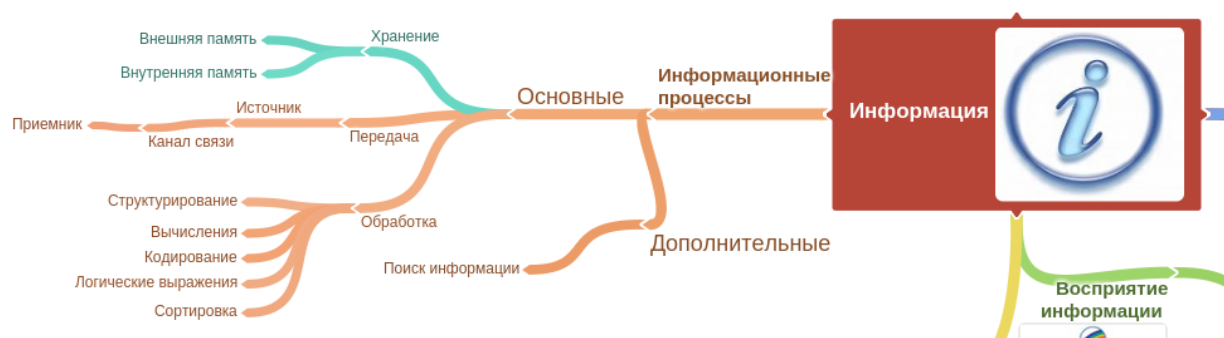 Внешняя память
Внутренняя память
Хранение
Приемник
Канал связи
Источник
Передача
Структурирование
Вычисления
Кодирование
Логические выражения
Сортировка
Обработка
Основные
Информационные
процессы
Поиск информации
Дополнительные
Информация
i
Восприятие
информации